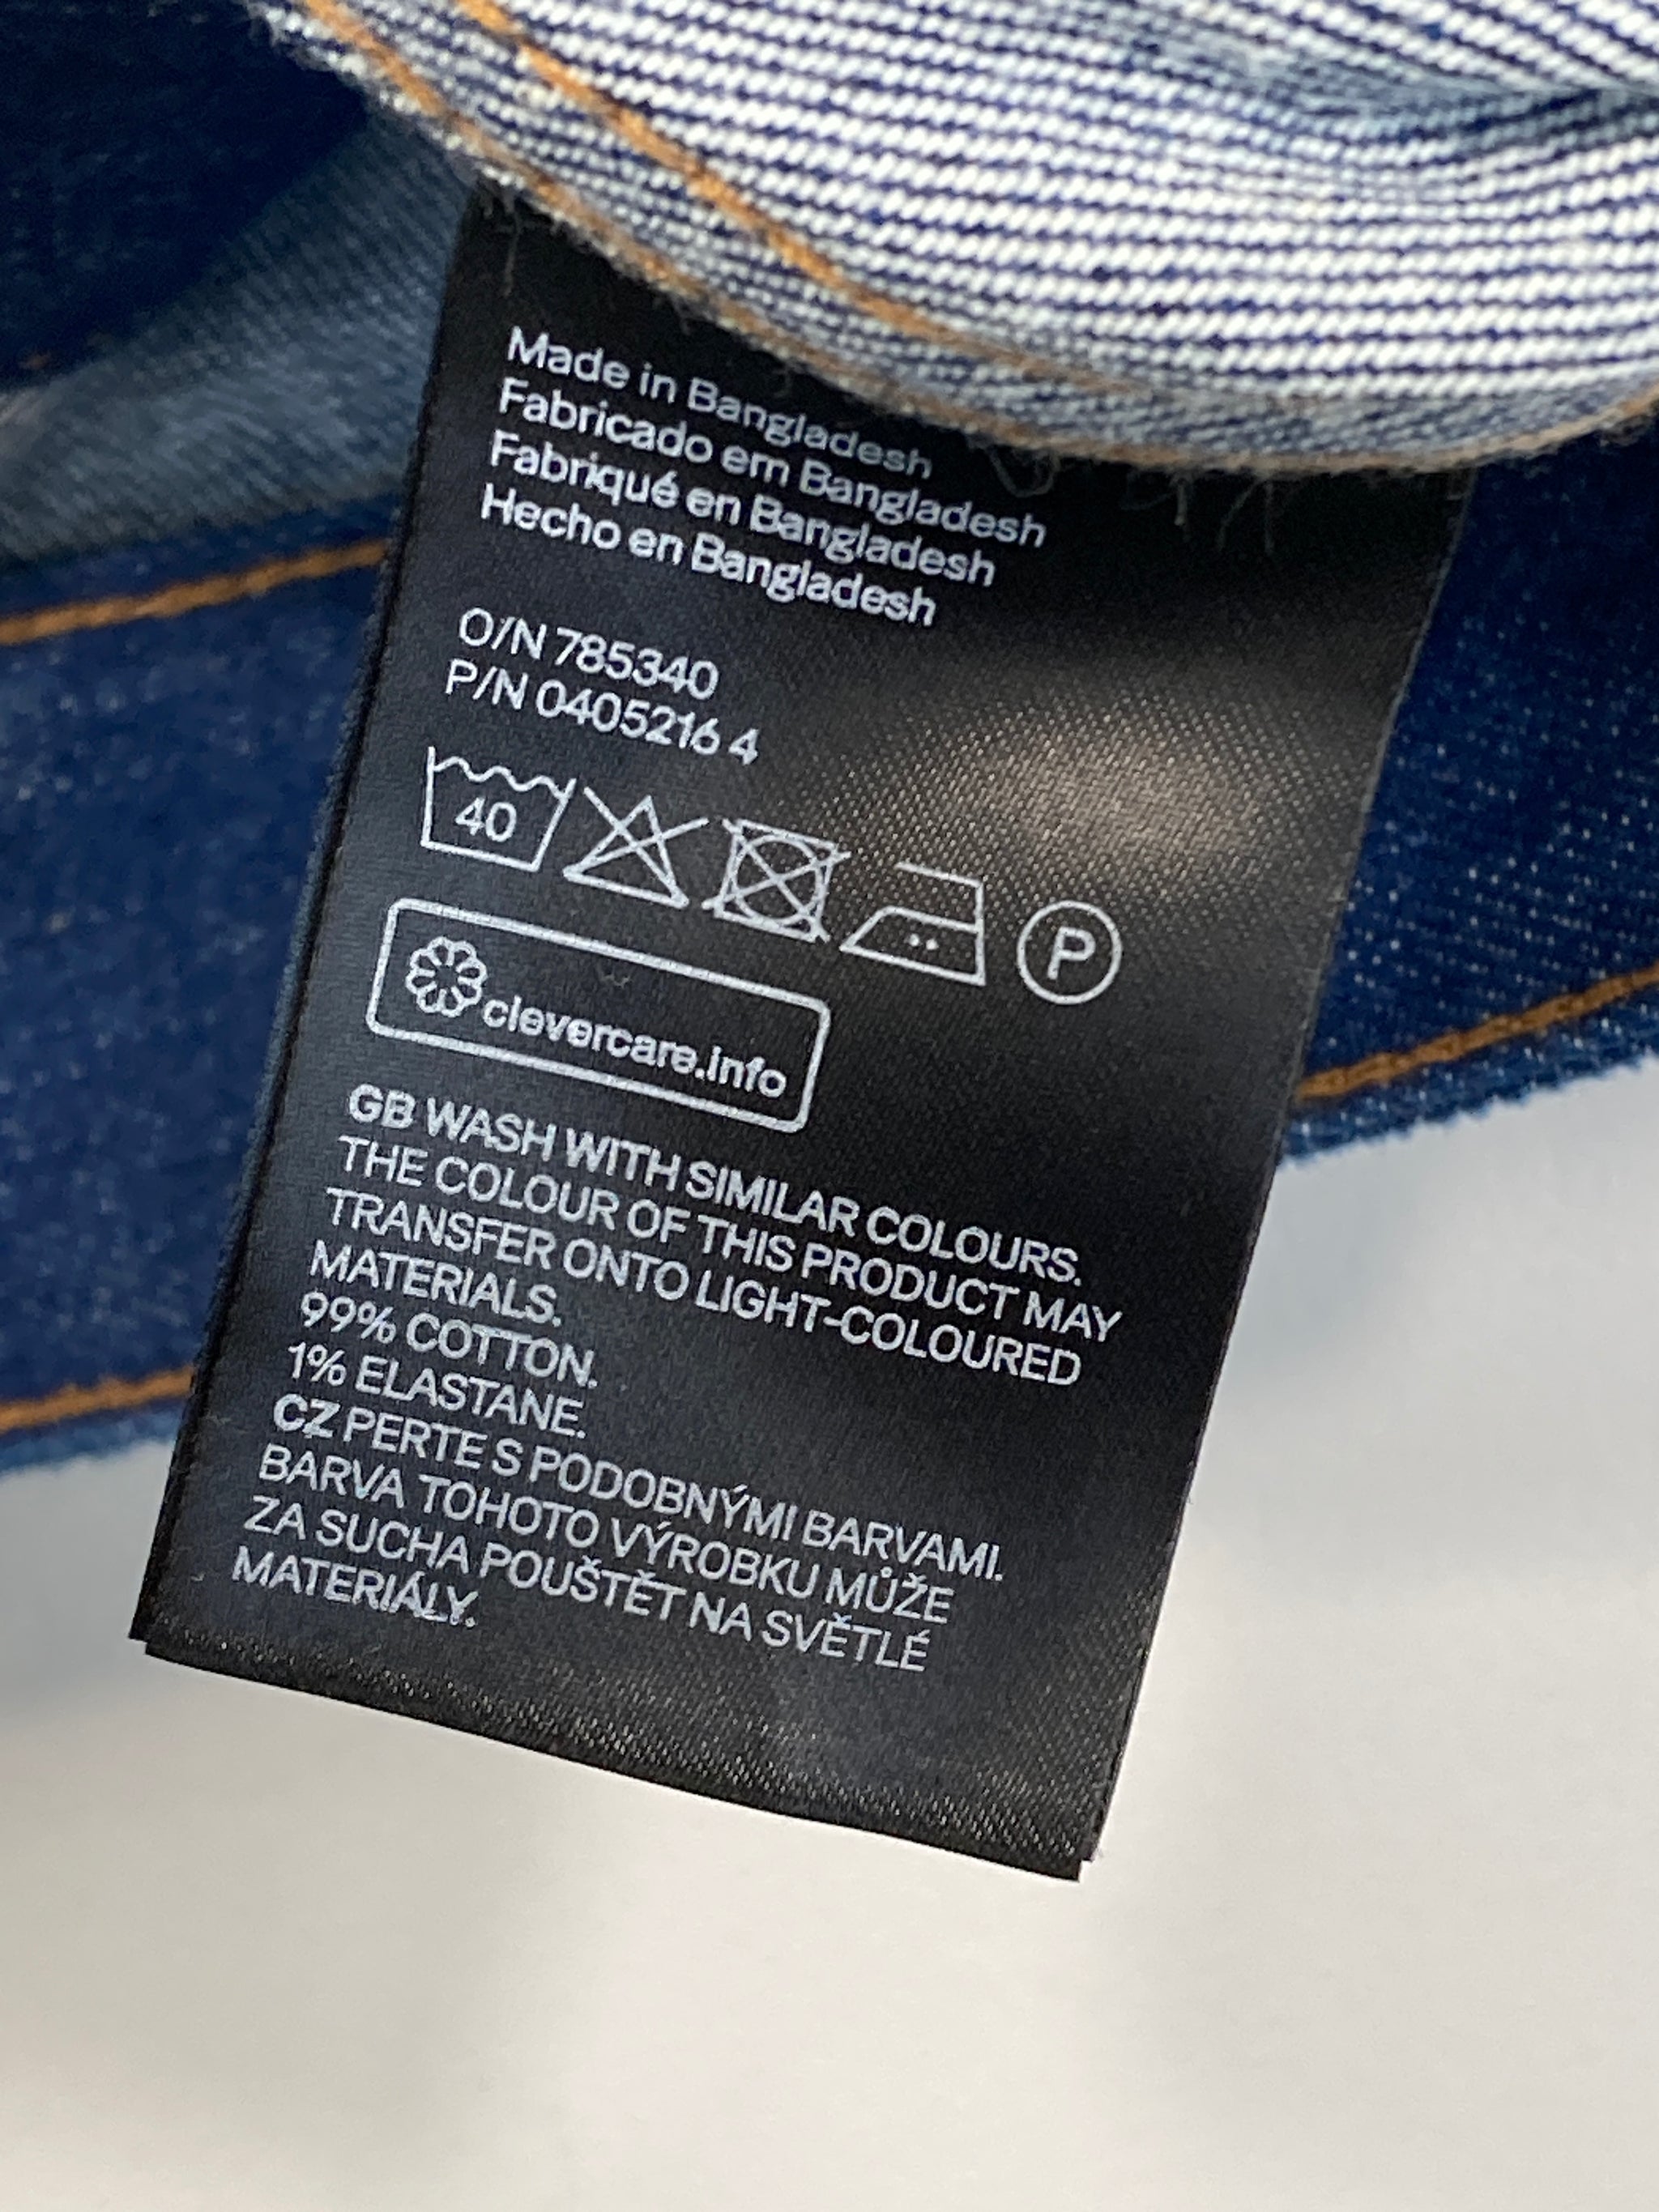 Made in Bangladesh
Fabricado em Bangladesh
Fabriqué en Bangladesh
Hecho en Bangladesh
O/N 785340
P/N 0405216 4
40
P
clevercare.info
GB WASH WITH SIMILAR COLOURS.
THE COLOUR OF THIS PRODUCT MAY
TRANSFER ONTO LIGHT-COLOURED
MATERIALS.
99% COTTON.
1% ELASTANE.
CZ PERTE S PODOBNÝMI BARVAMI.
BARVA TOHOTO VÝROBKU MŮŽE
ZA SUCHA POUŠTĚT NA SVĚTLÉ
MATERIÁLY.